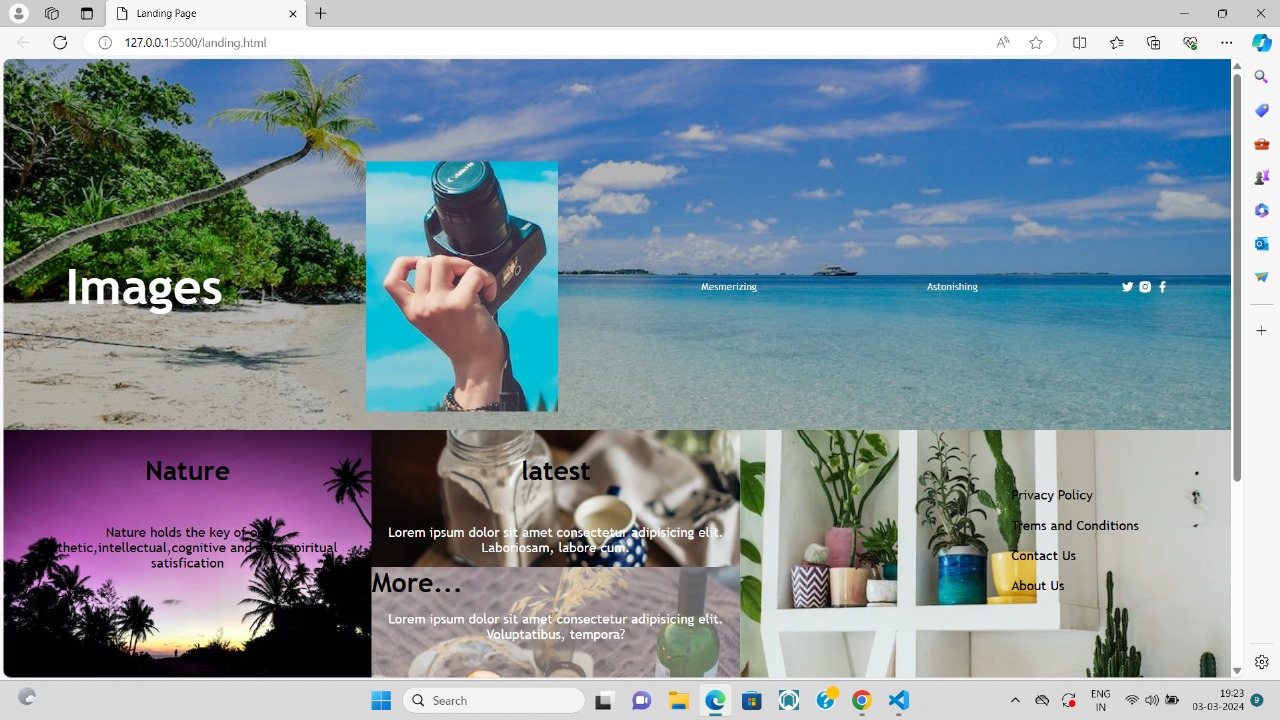 Landing Page
127.0.0.1:5500/landing.html
Canon
Images
Mesmerizing
Astonishing
Nature
Nature holds the key of
thetic,intellectual,cognitive and spiritual
satisfication
latest
Lorem ipsum dolor sit amet consectetur adipisicing elit.
Laboriosam, labore cum.
More...
Lorem ipsum dolor sit amet consectetur adipisicing elit.
Voluptatibus, tempora?
Privacy Policy
Trems and Conditions
Contact Us
About Us
Search
ENG
IN
19:23
03-03-2024
9